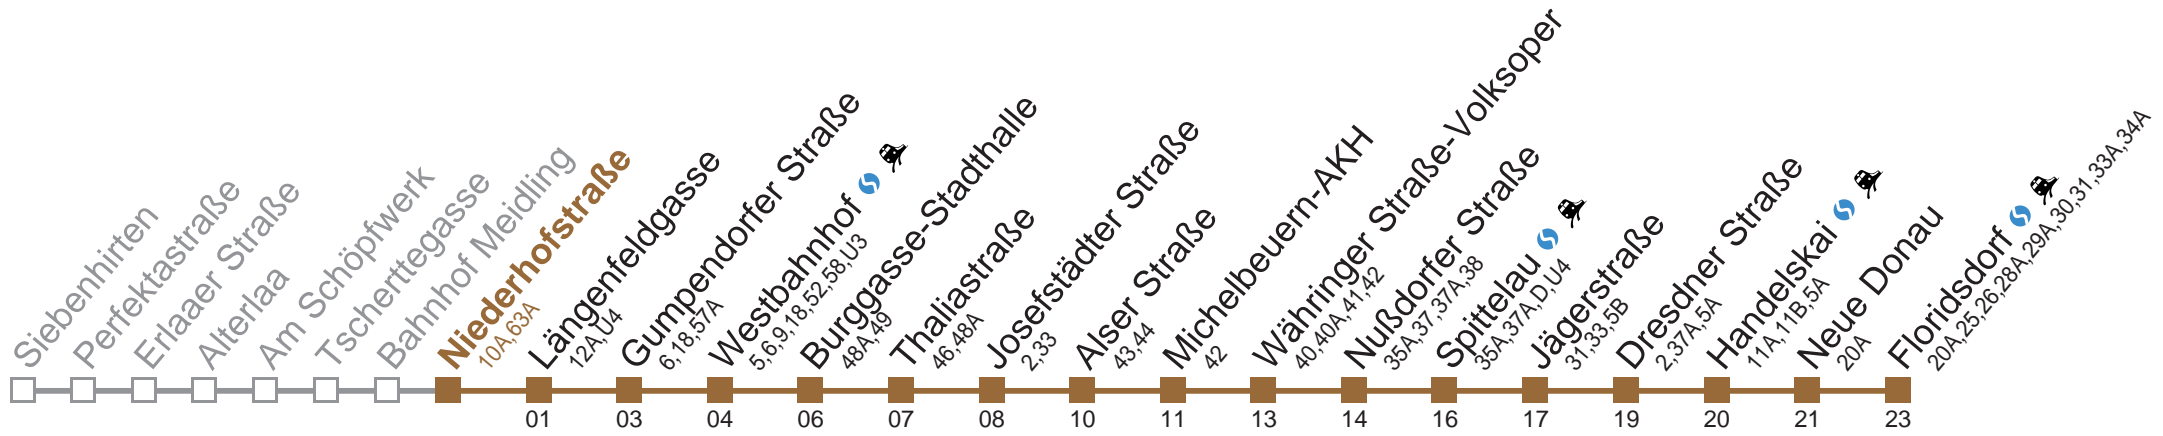 Siebenhirten
Perfektastraße
Erlaaer Straße
Alterlaa
Am Schöpfwerk
Tscherttegasse
Bahnhof Meidling
Niederhofstraße
10A,63A
Längenfeldgasse
12A,U4
01
Gumpendorfer Straße
6,18,57A
03
Westbahnhof
5,6,9,18,52,58,U3
04
Burggasse-Stadthalle
48A,49
06
Thaliastraße
46,48A
07
Josefstädter Straße
2,33
08
Alser Straße
43,44
10
Michelbeuern-AKH
42
11
Währinger Straße-Volksoper
40,40A,41,42
13
Nußdorfer Straße
35A,37,37A,38
14
Spittelau
35A,37A,D,U4
16
Jägerstraße
31,33,5B
17
Dresdner Straße
2,37A,5A
19
Handelskai
11A,11B,5A
20
Neue Donau
20A
21
Floridsdorf
20A,25,26,28A,29A,30,31,33A,34A
23